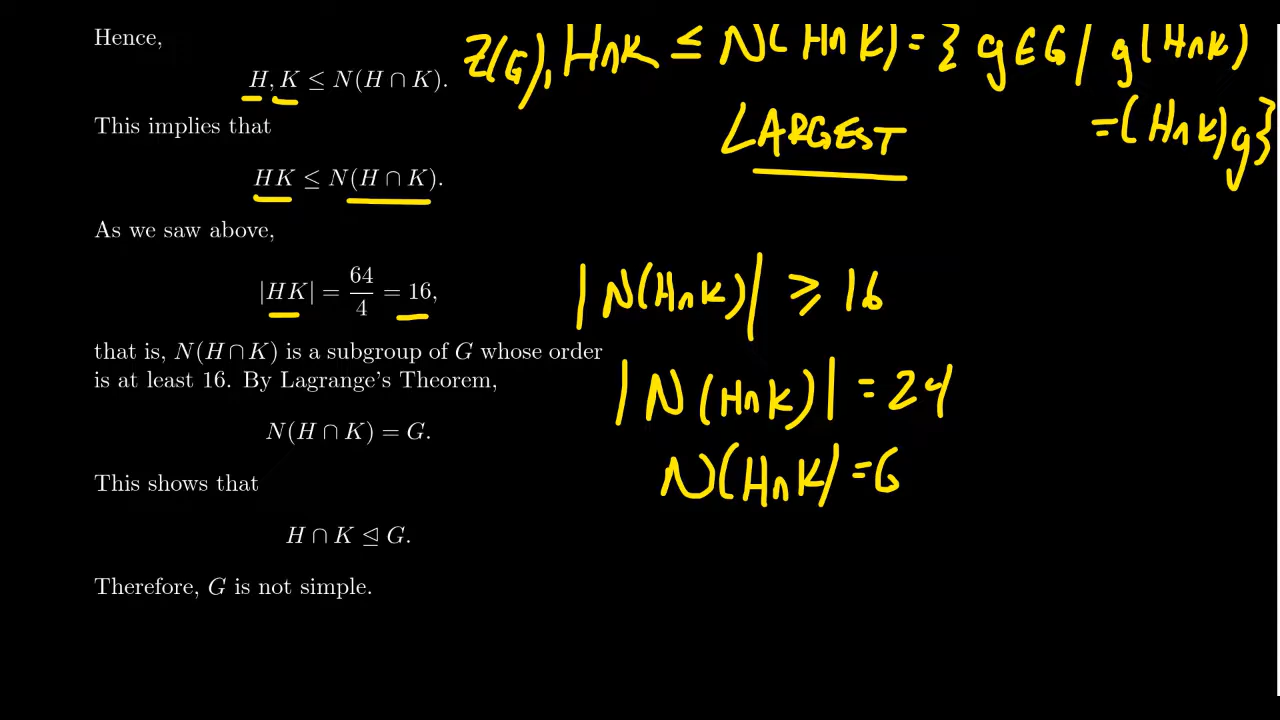 Hence,
H, K ≤ N(H ∩ K).
This implies that
HK ≤ N(H ∩ K).
As we saw above,
|HK| = 64/4 = 16,
that is, N(H ∩ K) is a subgroup of G whose order
is at least 16. By Lagrange's Theorem,
N(H ∩ K) = G.
This shows that
H ∩ K ⊴ G.
Therefore, G is not simple.
Z(G), H∩K ≤ N(H∩K) = { g∈G / g(H∩K)
= (H∩K)g }
LARGEST
|N(H∩K)| ≥ 16
|N(H∩K)| = 24
N(H∩K) = G